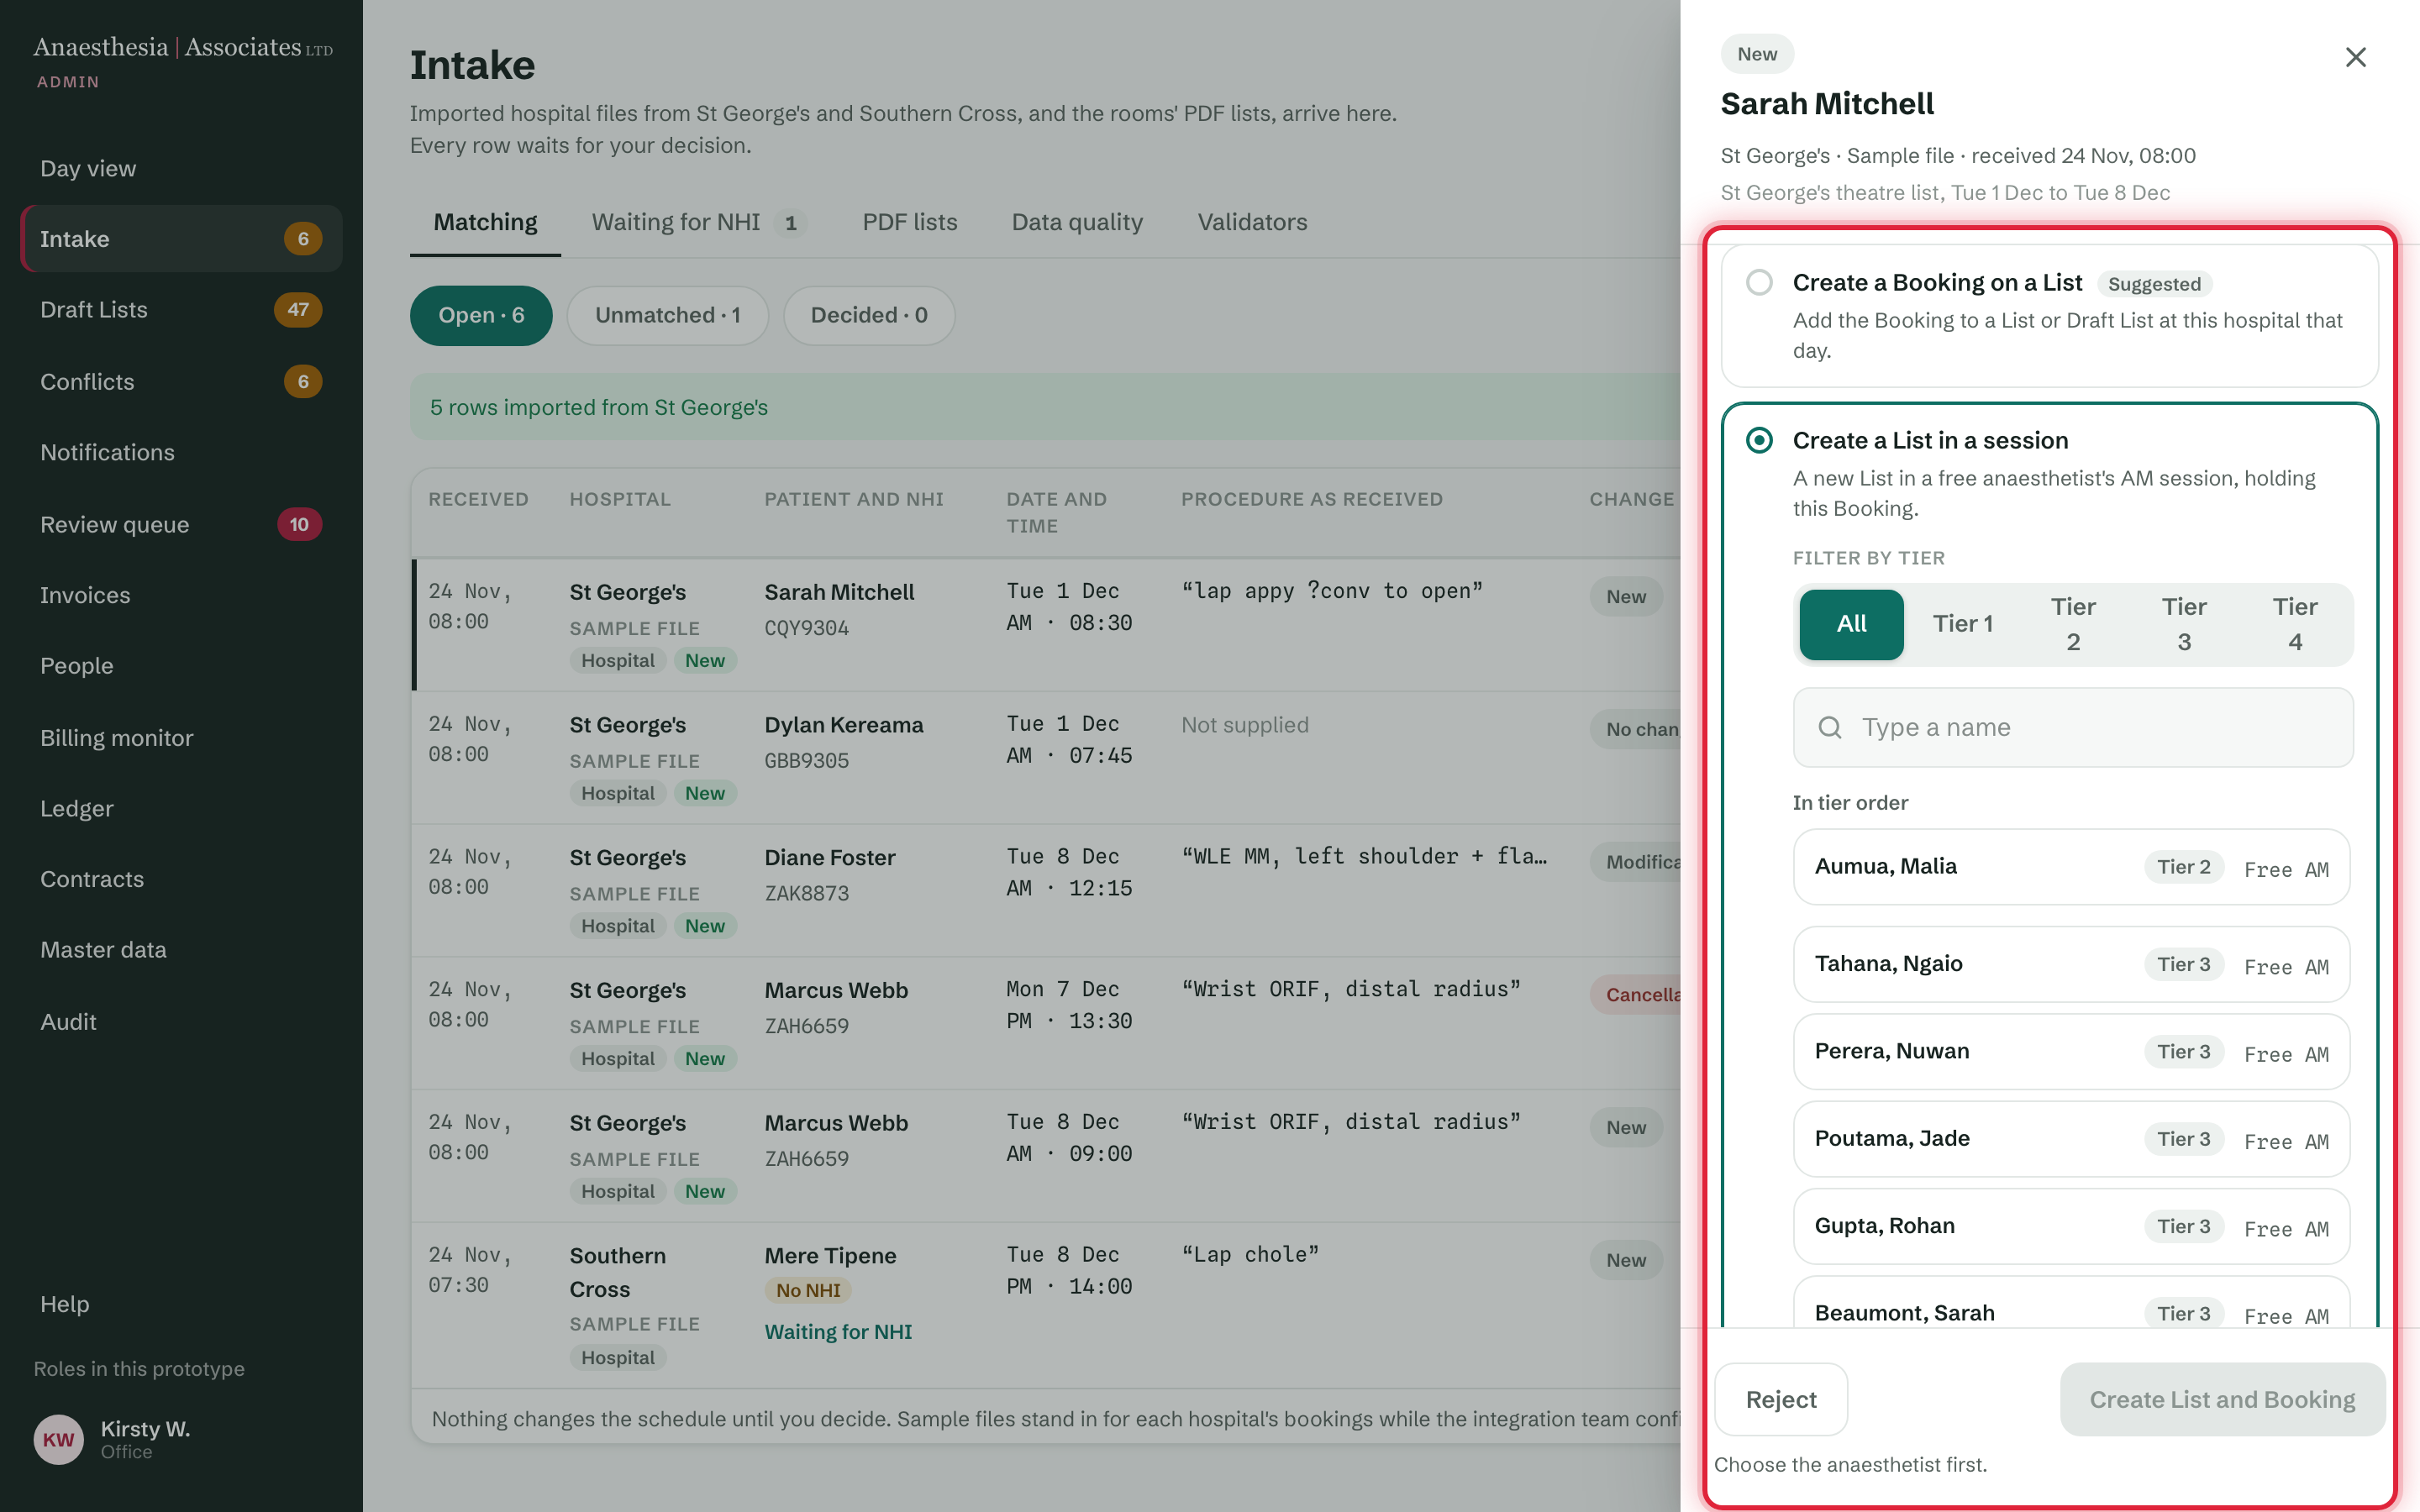 Anaesthesia | Associates LTD
ADMIN
Day view
Intake 6
Draft Lists 47
Conflicts 6
Notifications
Review queue 10
Invoices
People
Billing monitor
Ledger
Contracts
Master data
Audit
Help
Roles in this prototype
KW Kirsty W.
Office
Intake
Imported hospital files from St George's and Southern Cross, and the rooms' PDF lists, arrive here.
Every row waits for your decision.
Matching Waiting for NHI 1 PDF lists Data quality Validators
Open · 6 Unmatched · 1 Decided · 0
5 rows imported from St George's
RECEIVED HOSPITAL PATIENT AND NHI DATE AND TIME PROCEDURE AS RECEIVED CHANGE
24 Nov, 08:00 St George's SAMPLE FILE Hospital New Sarah Mitchell CQY9304 Tue 1 Dec AM · 08:30 “lap appy ?conv to open” New
24 Nov, 08:00 St George's SAMPLE FILE Hospital New Dylan Kereama GBB9305 Tue 1 Dec AM · 07:45 Not supplied No chan
24 Nov, 08:00 St George's SAMPLE FILE Hospital New Diane Foster ZAK8873 Tue 8 Dec AM · 12:15 “WLE MM, left shoulder + fla… Modifica
24 Nov, 08:00 St George's SAMPLE FILE Hospital New Marcus Webb ZAH6659 Mon 7 Dec PM · 13:30 “Wrist ORIF, distal radius” Cancella
24 Nov, 08:00 St George's SAMPLE FILE Hospital New Marcus Webb ZAH6659 Tue 8 Dec AM · 09:00 “Wrist ORIF, distal radius” New
24 Nov, 07:30 Southern Cross SAMPLE FILE Hospital Mere Tipene No NHI Waiting for NHI Tue 8 Dec PM · 14:00 “Lap chole” New
Nothing changes the schedule until you decide. Sample files stand in for each hospital's bookings while the integration team confi
New
Sarah Mitchell
St George's · Sample file · received 24 Nov, 08:00
St George's theatre list, Tue 1 Dec to Tue 8 Dec
Create a Booking on a List Suggested
Add the Booking to a List or Draft List at this hospital that
day.
Create a List in a session
A new List in a free anaesthetist's AM session, holding
this Booking.
FILTER BY TIER
All Tier 1 Tier 2 Tier 3 Tier 4
Type a name
In tier order
Aumua, Malia Tier 2 Free AM
Tahana, Ngaio Tier 3 Free AM
Perera, Nuwan Tier 3 Free AM
Poutama, Jade Tier 3 Free AM
Gupta, Rohan Tier 3 Free AM
Beaumont, Sarah Tier 3 Free AM
Reject Create List and Booking
Choose the anaesthetist first.